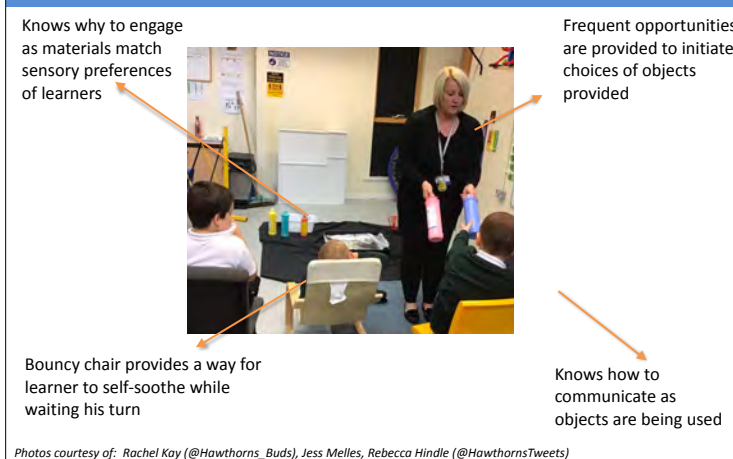 Knows why to engage
as materials match
sensory preferences
of learners
Frequent opportunities
are provided to initiate
choices of objects
provided
NOTICE
Bouncy chair provides a way for
learner to self-soothe while
waiting his turn
Knows how to
communicate as
objects are being used
Photos courtesy of: Rachel Kay (@Hawthorns_Buds), Jess Melles, Rebecca Hindle (@HawthornsTweets)